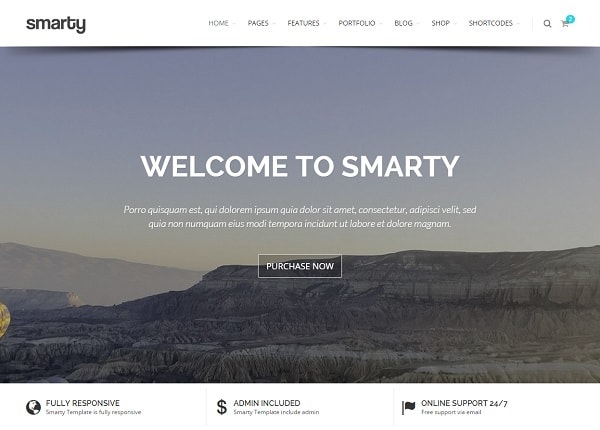 smarty
HOME PAGES FEATURES PORTFOLIO BLOG SHOP SHORTCODES 2
WELCOME TO SMARTY
Porro quisquam est, qui dolorem ipsum quia dolor sit amet, consectetur, adipisci velit, sed
quia non numquam eius modi tempora incidunt ut labore et dolore magnam.
PURCHASE NOW
FULLY RESPONSIVE
Smarty Template is fully responsive
$ ADMIN INCLUDED
Smarty Template include admin
ONLINE SUPPORT 24/7
Free support via email